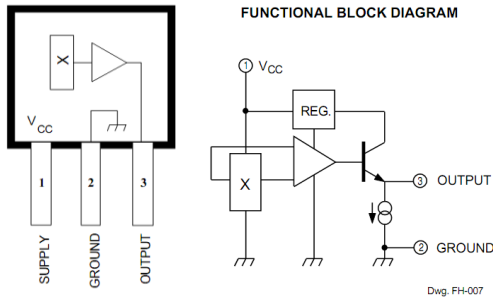 FUNCTIONAL BLOCK DIAGRAM
X
VCC
1
2
3
SUPPLY
GROUND
OUTPUT
1 VCC
REG.
X
3 OUTPUT
2 GROUND
Dwg. FH-007